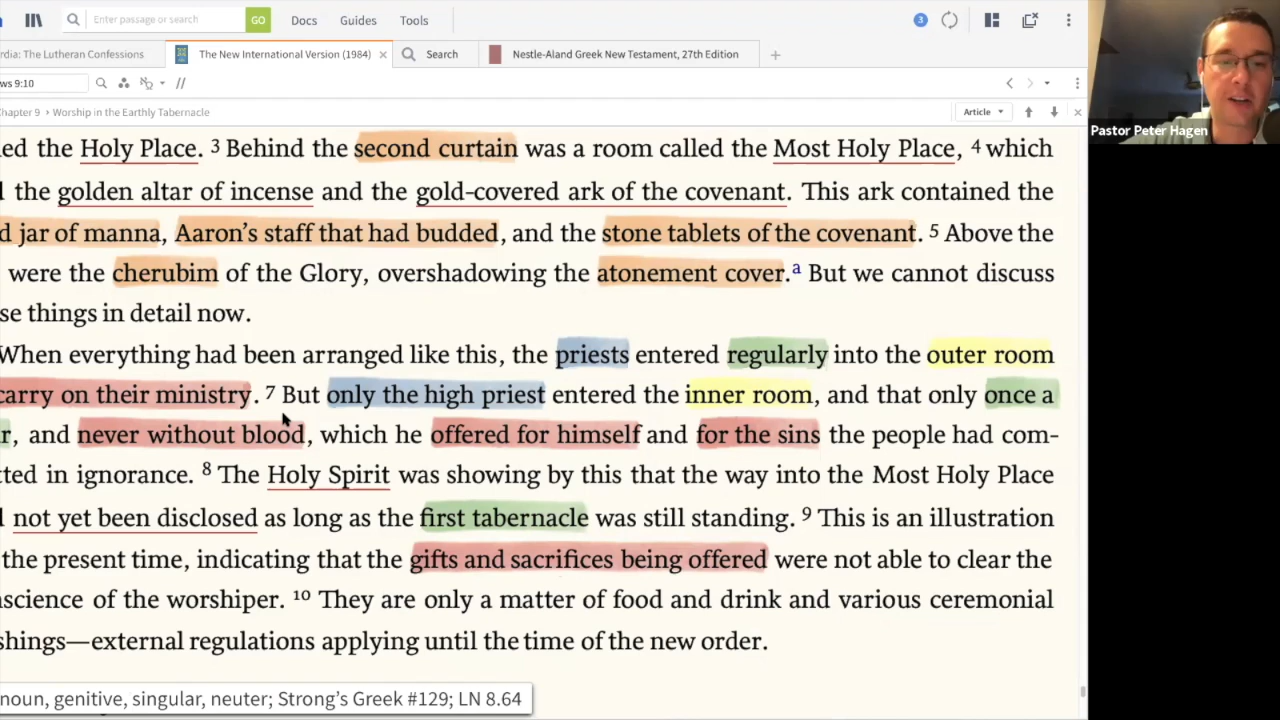 Enter passage or search
GO
Docs
Guides
Tools
3
rdia: The Lutheran Confessions
The New International Version (1984)
Search
Nestle-Aland Greek New Testament, 27th Edition
ws 9:10
Chapter 9 › Worship in the Earthly Tabernacle
Article
Pastor Peter Hagen
ed the Holy Place. 3 Behind the second curtain was a room called the Most Holy Place, 4 which
the golden altar of incense and the gold-covered ark of the covenant. This ark contained the
d jar of manna, Aaron's staff that had budded, and the stone tablets of the covenant. 5 Above the
were the cherubim of the Glory, overshadowing the atonement cover.a But we cannot discuss
se things in detail now.
When everything had been arranged like this, the priests entered regularly into the outer room
carry on their ministry. 7 But only the high priest entered the inner room, and that only once a
r, and never without blood, which he offered for himself and for the sins the people had com-
ted in ignorance. 8 The Holy Spirit was showing by this that the way into the Most Holy Place
not yet been disclosed as long as the first tabernacle was still standing. 9 This is an illustration
the present time, indicating that the gifts and sacrifices being offered were not able to clear the
nscience of the worshiper. 10 They are only a matter of food and drink and various ceremonial
shings—external regulations applying until the time of the new order.
noun, genitive, singular, neuter; Strong's Greek #129; LN 8.64